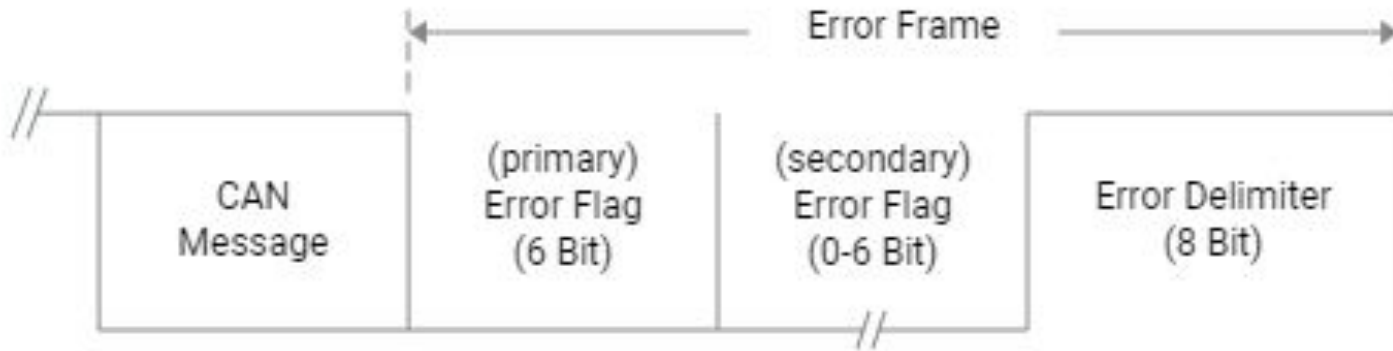 Error Frame
CAN
Message
(primary)
Error Flag
(6 Bit)
(secondary)
Error Flag
(0-6 Bit)
Error Delimiter
(8 Bit)